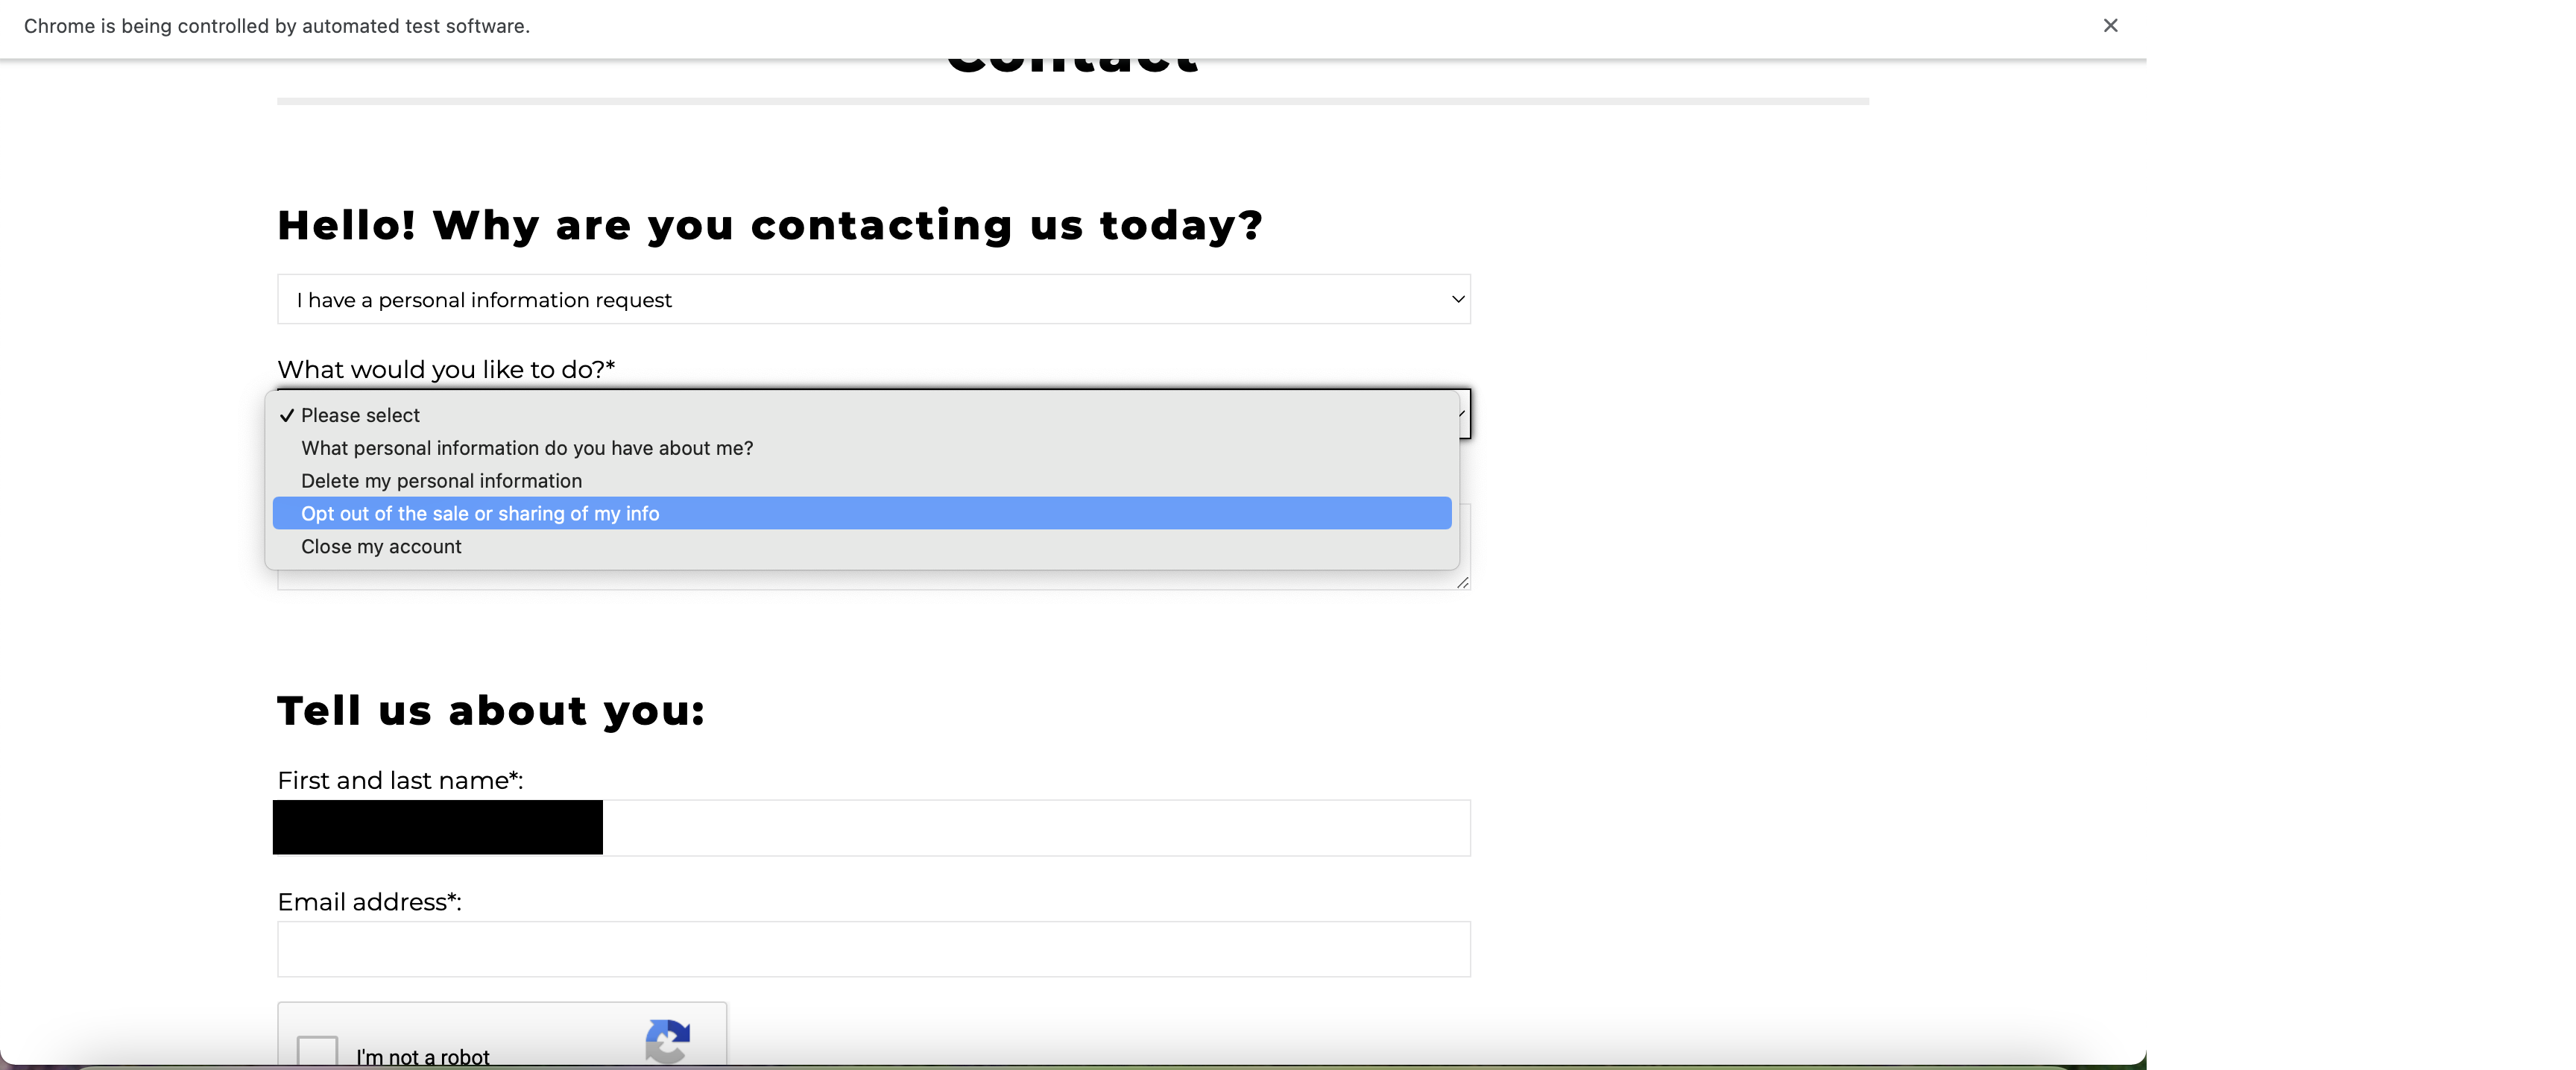 Chrome is being controlled by automated test software.
Contact
Hello! Why are you contacting us today?
I have a personal information request
What would you like to do?*
Please select
What personal information do you have about me?
Delete my personal information
Opt out of the sale or sharing of my info
Close my account
Tell us about you:
First and last name*:
Email address*:
I'm not a robot